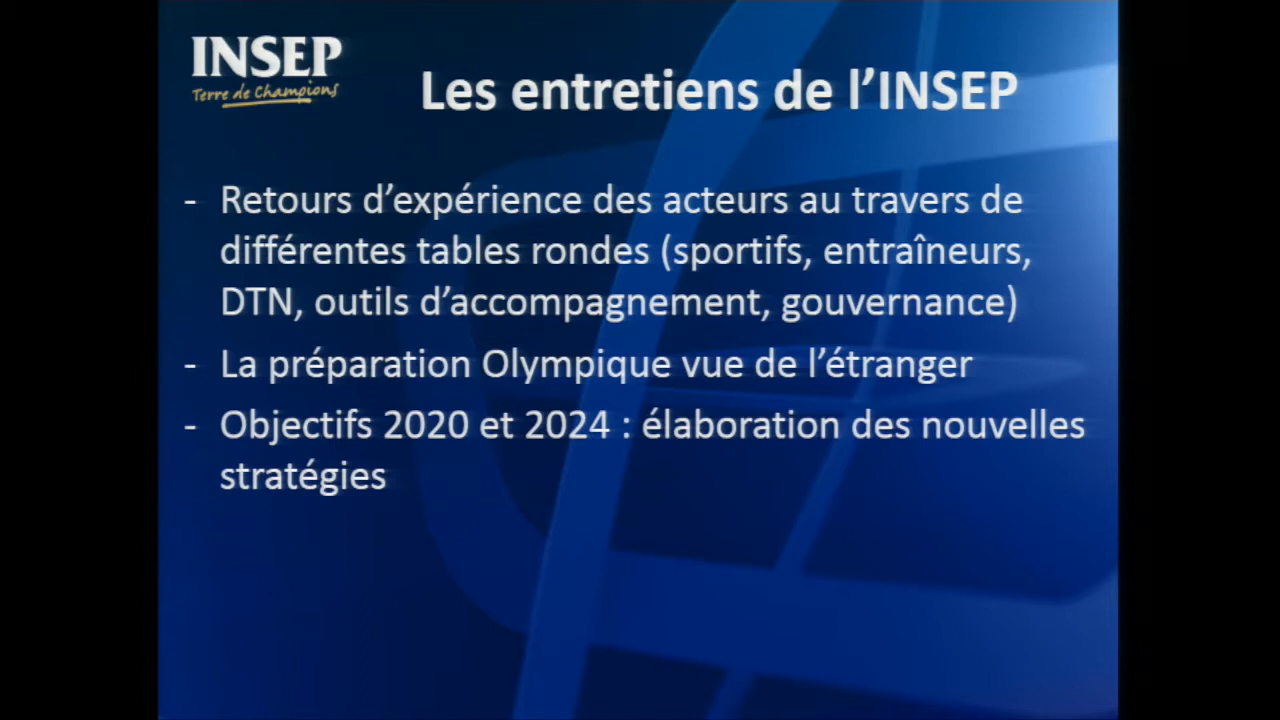 INSEP
Terre de Champions
Les entretiens de l’INSEP
- Retours d’expérience des acteurs au travers de
différentes tables rondes (sportifs, entraîneurs,
DTN, outils d’accompagnement, gouvernance)
- La préparation Olympique vue de l’étranger
- Objectifs 2020 et 2024 : élaboration des nouvelles
stratégies